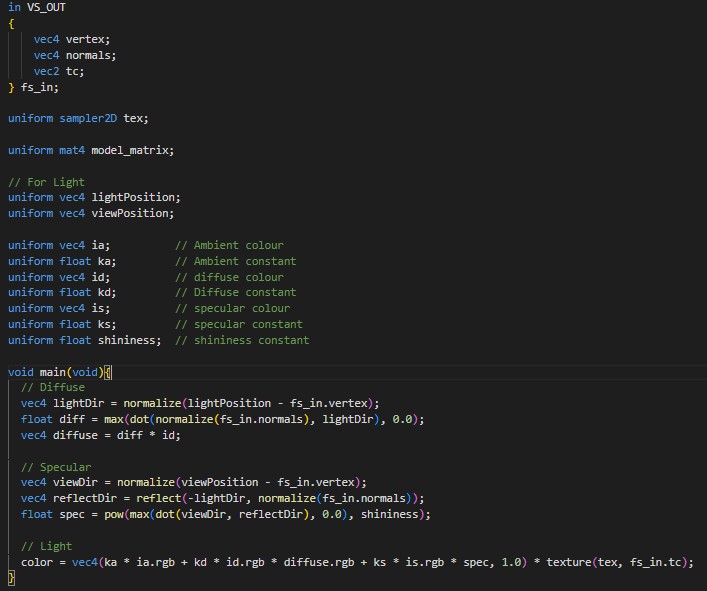 in VS_OUT
{
    vec4 vertex;
    vec4 normals;
    vec2 tc;
} fs_in;

uniform sampler2D tex;

uniform mat4 model_matrix;

// For Light
uniform vec4 lightPosition;
uniform vec4 viewPosition;

uniform vec4 ia;          // Ambient colour
uniform float ka;         // Ambient constant
uniform vec4 id;          // diffuse colour
uniform float kd;         // Diffuse constant
uniform vec4 is;          // specular colour
uniform float ks;         // specular constant
uniform float shininess;  // shininess constant

void main(void){
  // Diffuse
  vec4 lightDir = normalize(lightPosition - fs_in.vertex);
  float diff = max(dot(normalize(fs_in.normals), lightDir), 0.0);
  vec4 diffuse = diff * id;

  // Specular
  vec4 viewDir = normalize(viewPosition - fs_in.vertex);
  vec4 reflectDir = reflect(-lightDir, normalize(fs_in.normals));
  float spec = pow(max(dot(viewDir, reflectDir), 0.0), shininess);

  // Light
  color = vec4(ka * ia.rgb + kd * id.rgb * diffuse.rgb + ks * is.rgb * spec, 1.0) * texture(tex, fs_in.tc);
}